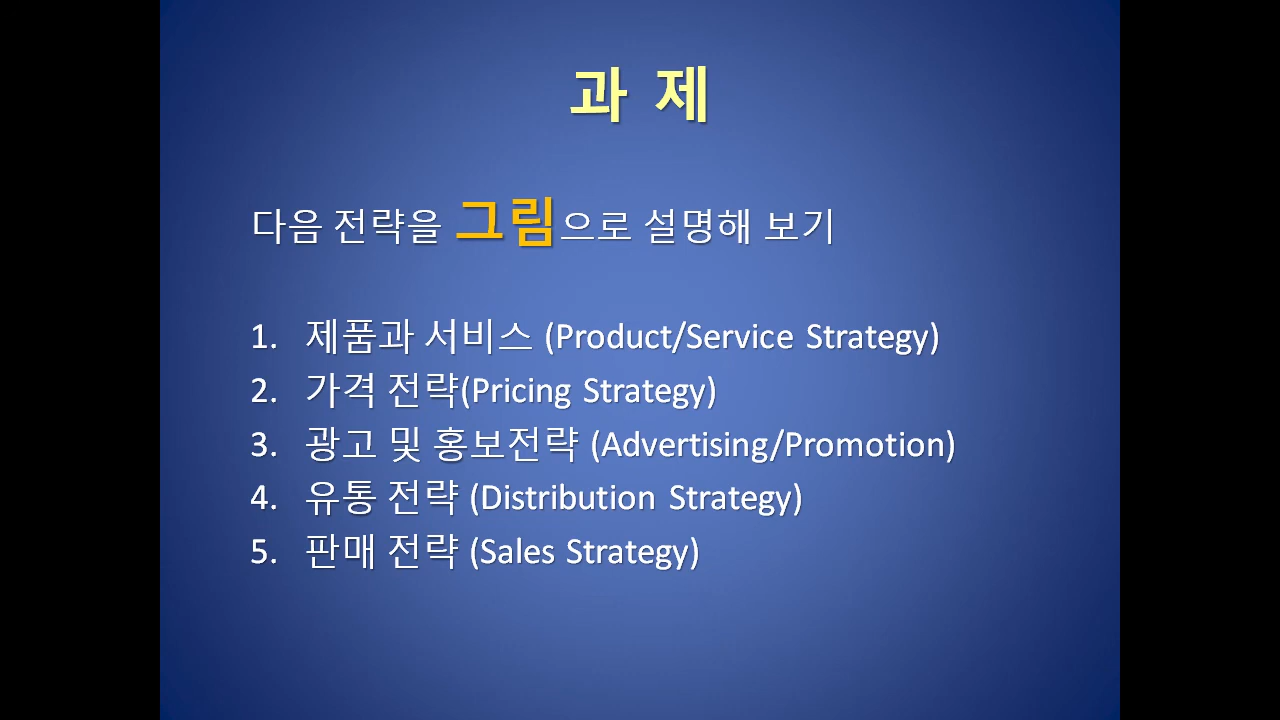 과 제
다음 전략을 그림으로 설명해 보기
1. 제품과 서비스 (Product/Service Strategy)
2. 가격 전략(Pricing Strategy)
3. 광고 및 홍보전략 (Advertising/Promotion)
4. 유통 전략 (Distribution Strategy)
5. 판매 전략 (Sales Strategy)